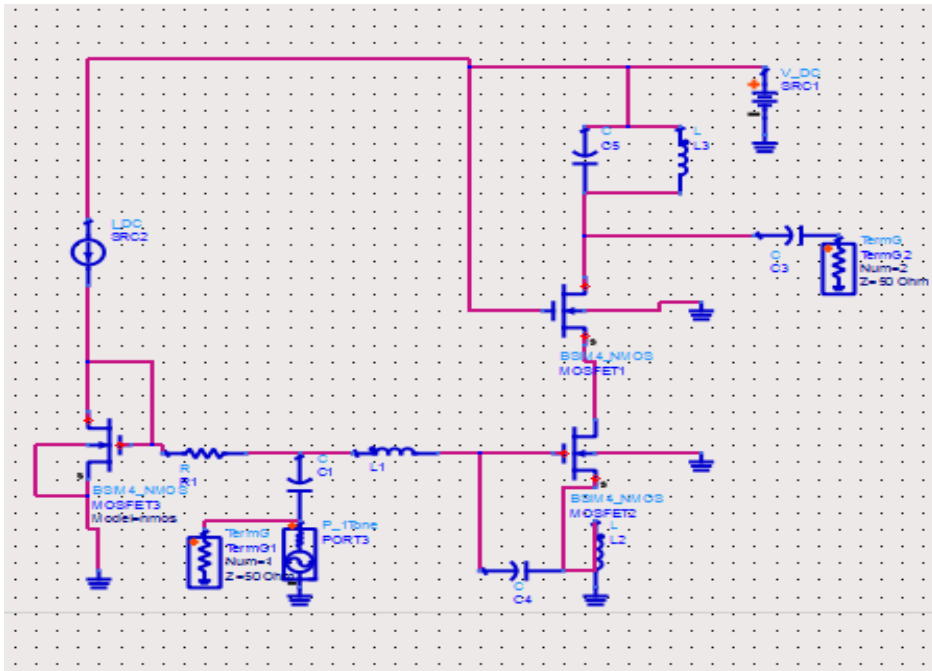 V_DC
SRC1
C
C5
L
L3
I_DC
SRC2
TermG
TermG2
Num=2
Z=50 Ohm
C
C3
BSIM4_NMOS
MOSFET1
R
R1
C
C1
L1
BSIM4_NMOS
MOSFET3
Model=nmos
BSIM4_NMOS
MOSFET2
L
L2
TermG
TermG1
Num=1
Z=50 Ohm
P_1Tone
PORT3
C
C4